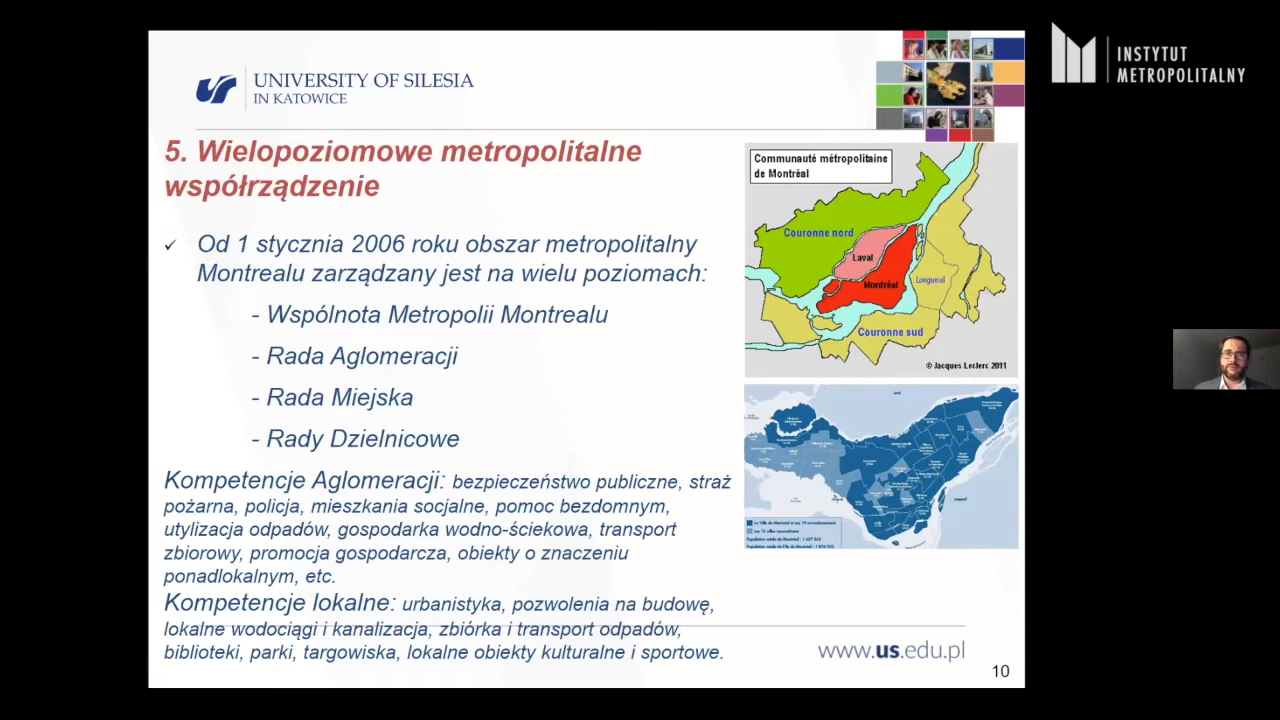 UNIVERSITY OF SILESIA
IN KATOWICE
INSTYTUT
METROPOLITALNY
5. Wielopoziomowe metropolitalne
współrządzenie
✓ Od 1 stycznia 2006 roku obszar metropolitalny
Montrealu zarządzany jest na wielu poziomach:
- Wspólnota Metropolii Montrealu
- Rada Aglomeracji
- Rada Miejska
- Rady Dzielnicowe
Kompetencje Aglomeracji: bezpieczeństwo publiczne, straż
pożarna, policja, mieszkania socjalne, pomoc bezdomnym,
utylizacja odpadów, gospodarka wodno-ściekowa, transport
zbiorowy, promocja gospodarcza, obiekty o znaczeniu
ponadlokalnym, etc.
Kompetencje lokalne: urbanistyka, pozwolenia na budowę,
lokalne wodociągi i kanalizacja, zbiórka i transport odpadów,
biblioteki, parki, targowiska, lokalne obiekty kulturalne i sportowe.
Communauté métropolitaine
de Montréal
Couronne nord
Laval
Montréal
Longueuil
Couronne sud
© Jacques Leclerc 2011
www.us.edu.pl
10